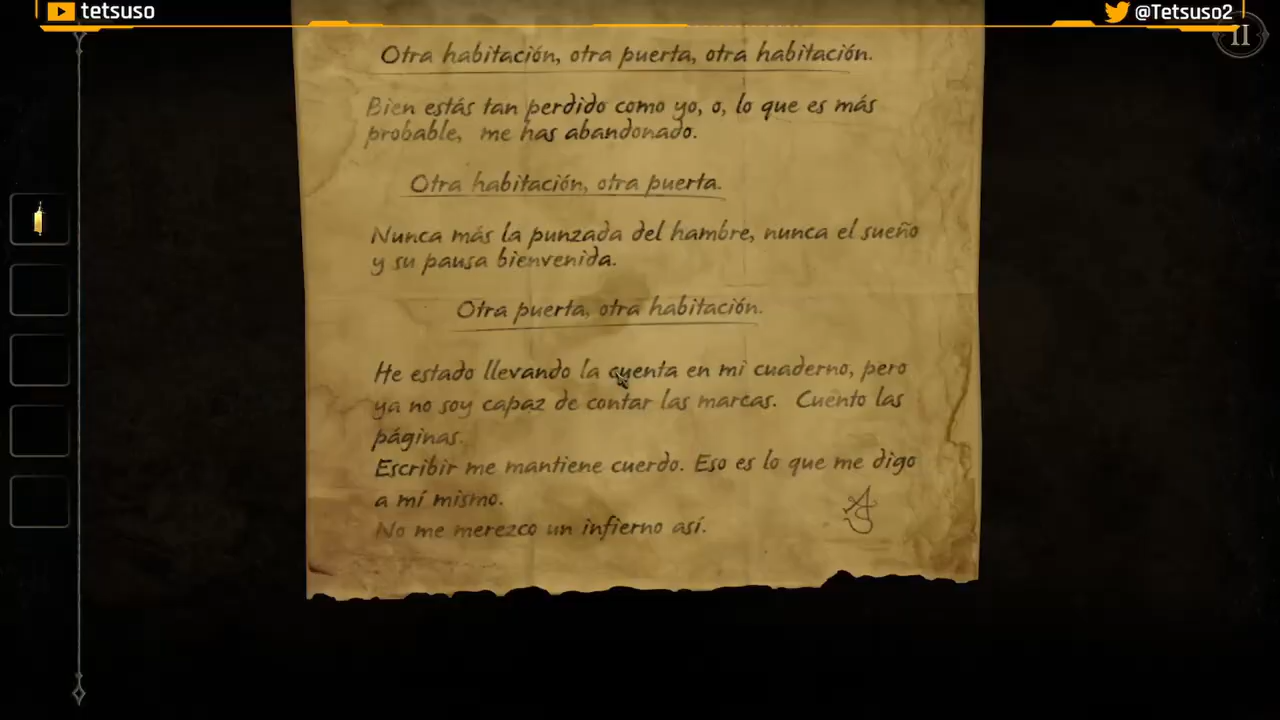 tetsuso
@Tetsuso2
Otra habitación, otra puerta, otra habitación.
Bien estás tan perdido como yo, o, lo que es más
probable, me has abandonado.
Otra habitación, otra puerta.
Nunca más la punzada del hambre, nunca el sueño
y su pausa bienvenida.
Otra puerta, otra habitación.
He estado llevando la cuenta en mi cuaderno, pero
ya no soy capaz de contar las marcas. Cuento las
páginas.
Escribir me mantiene cuerdo. Eso es lo que me digo
a mí mismo.
No me merezco un infierno así.